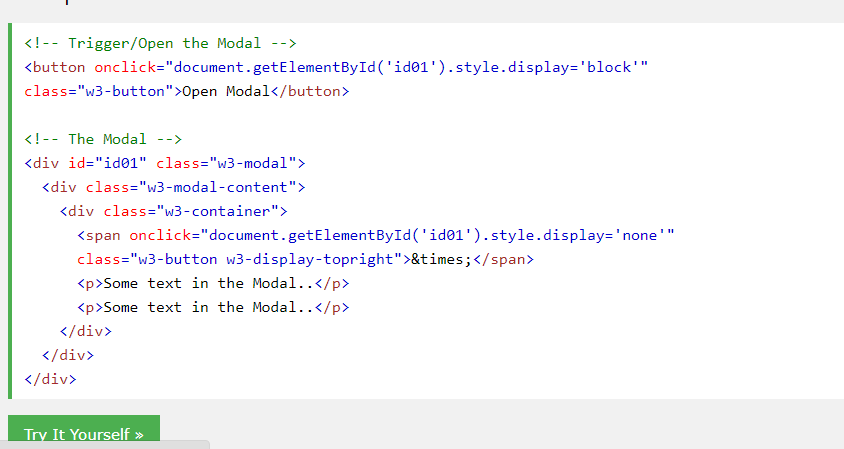 <!-- Trigger/Open the Modal -->
<button onclick="document.getElementById('id01').style.display='block'"
class="w3-button">Open Modal</button>
<!-- The Modal -->
<div id="id01" class="w3-modal">
<div class="w3-modal-content">
<div class="w3-container">
<span onclick="document.getElementById('id01').style.display='none'"
class="w3-button w3-display-topright">&times;</span>
<p>Some text in the Modal..</p>
<p>Some text in the Modal..</p>
</div>
</div>
</div>
Try It Yourself »